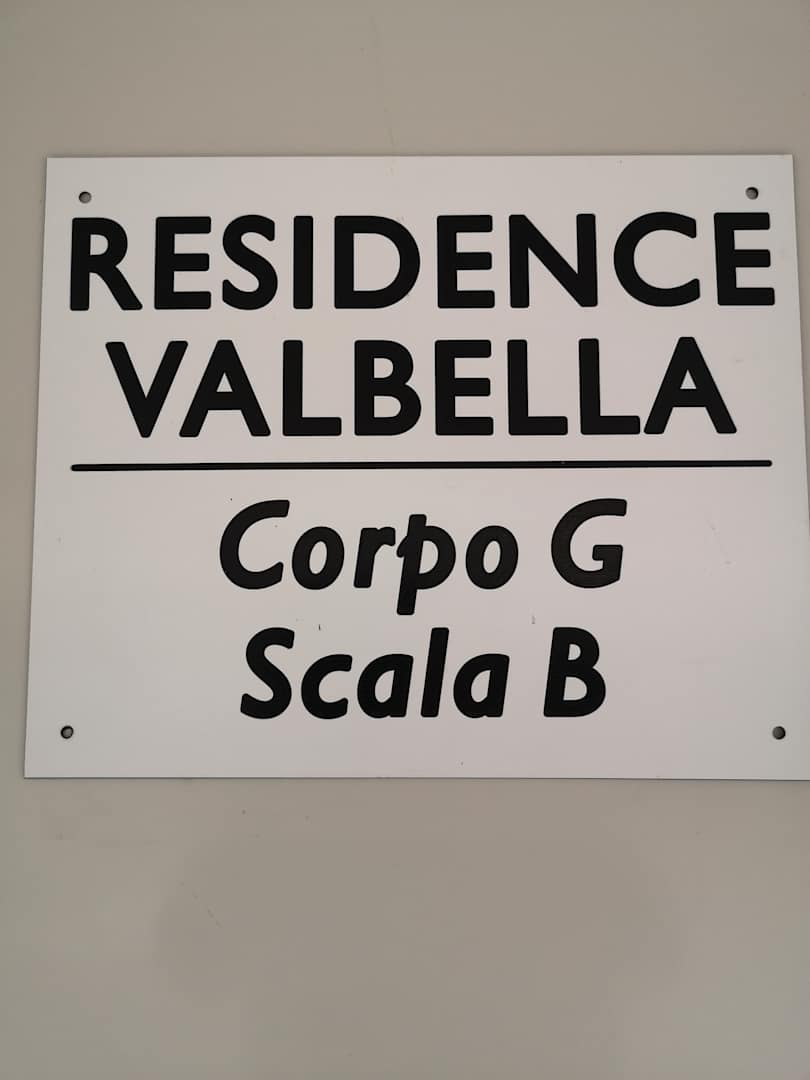 RESIDENCE
VALBELLA
Corpo G
Scala B